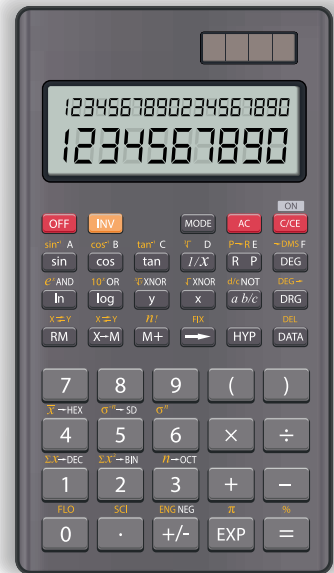 1234567890234567890
1234567890
ON
OFF INV MODE AC C/CE
sin⁻¹ A cos⁻¹ B tan⁻¹ C D P→R E →DMS F
sin cos tan 1/X R P DEG
AND 10ˣ OR XNOR XNOR d/c NOT DEG→
ln log y x a b/c DRG
X⇄Y X⇄Y n! FIX DEL
RM X→M M+ → HYP DATA
7 8 9 ( )
→HEX →SD
4 5 6 × ÷
→DEC →BIN n→OCT
1 2 3 + −
FLO SCI ENG NEG π %
0 · +/- EXP =